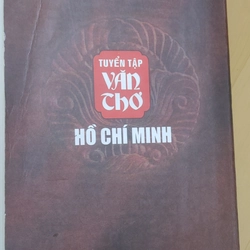 TUYỂN TẬP
VĂN
THƠ
HỒ CHÍ MINH